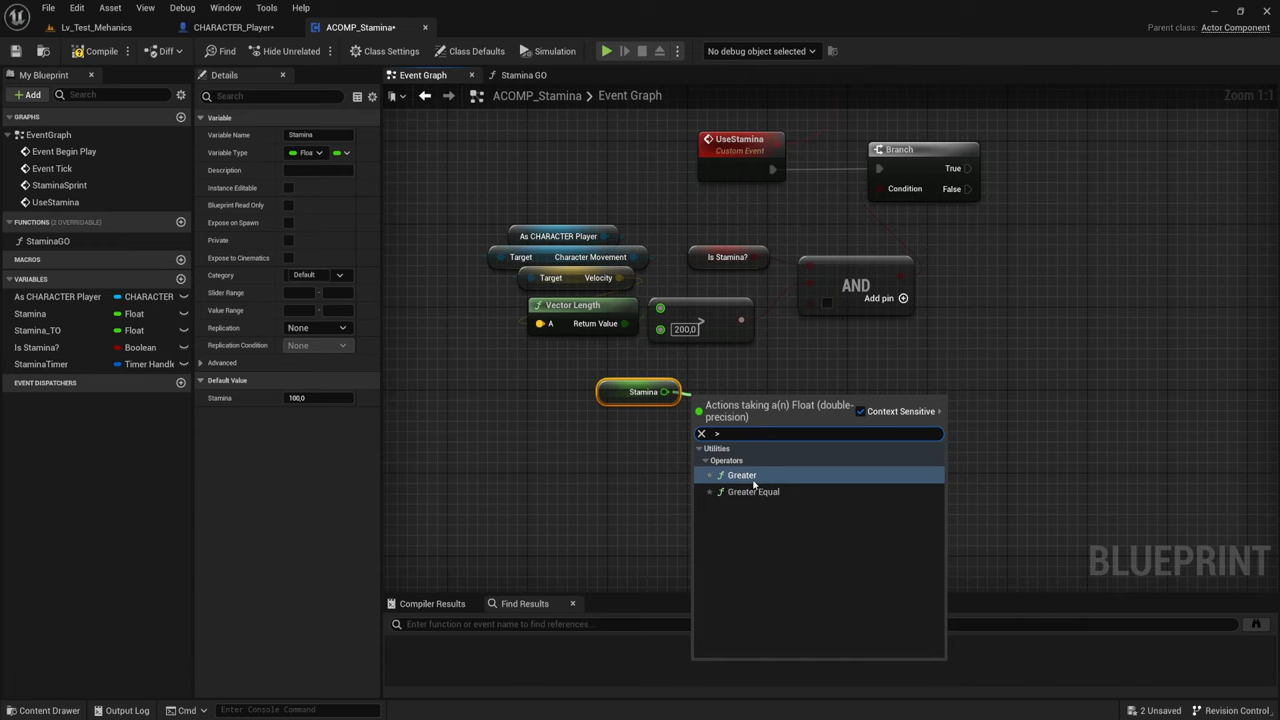 File Edit Asset View Debug Window Tools Help
Lv_Test_Mehanics CHARACTER_Player* ACOMP_Stamina* Parent class: Actor Component
Compile Diff Find Hide Unrelated Class Settings Class Defaults Simulation No debug object selected
My Blueprint Details Event Graph Stamina GO
Add Search Search ACOMP_Stamina > Event Graph Zoom 1:1
GRAPHS
EventGraph
Event Begin Play
Event Tick
StaminaSprint
UseStamina
FUNCTIONS (2 OVERRIDABLE)
StaminaGO
MACROS
VARIABLES
As CHARACTER Player CHARACTER
Stamina Float
Stamina_TO Float
Is Stamina? Boolean
StaminaTimer Timer Handle
EVENT DISPATCHERS
Variable
Variable Name Stamina
Variable Type Floa
Description
Instance Editable
Blueprint Read Only
Expose on Spawn
Private
Expose to Cinematics
Category Default
Slider Range -
Value Range -
Replication None
Replication Condition None
Advanced
Default Value
Stamina 100,0
UseStamina
Custom Event
Branch
True
Condition False
As CHARACTER Player
Target Character Movement
Target Velocity
Vector Length
A Return Value
>
200,0
Is Stamina?
AND
Add pin
Stamina
Actions taking a(n) Float (double-
precision)
Context Sensitive
>
Utilities
Operators
Greater
Greater Equal
BLUEPRINT
Compiler Results Find Results
Enter function or event name to find references...
Content Drawer Output Log Cmd Enter Console Command 2 Unsaved Revision Control